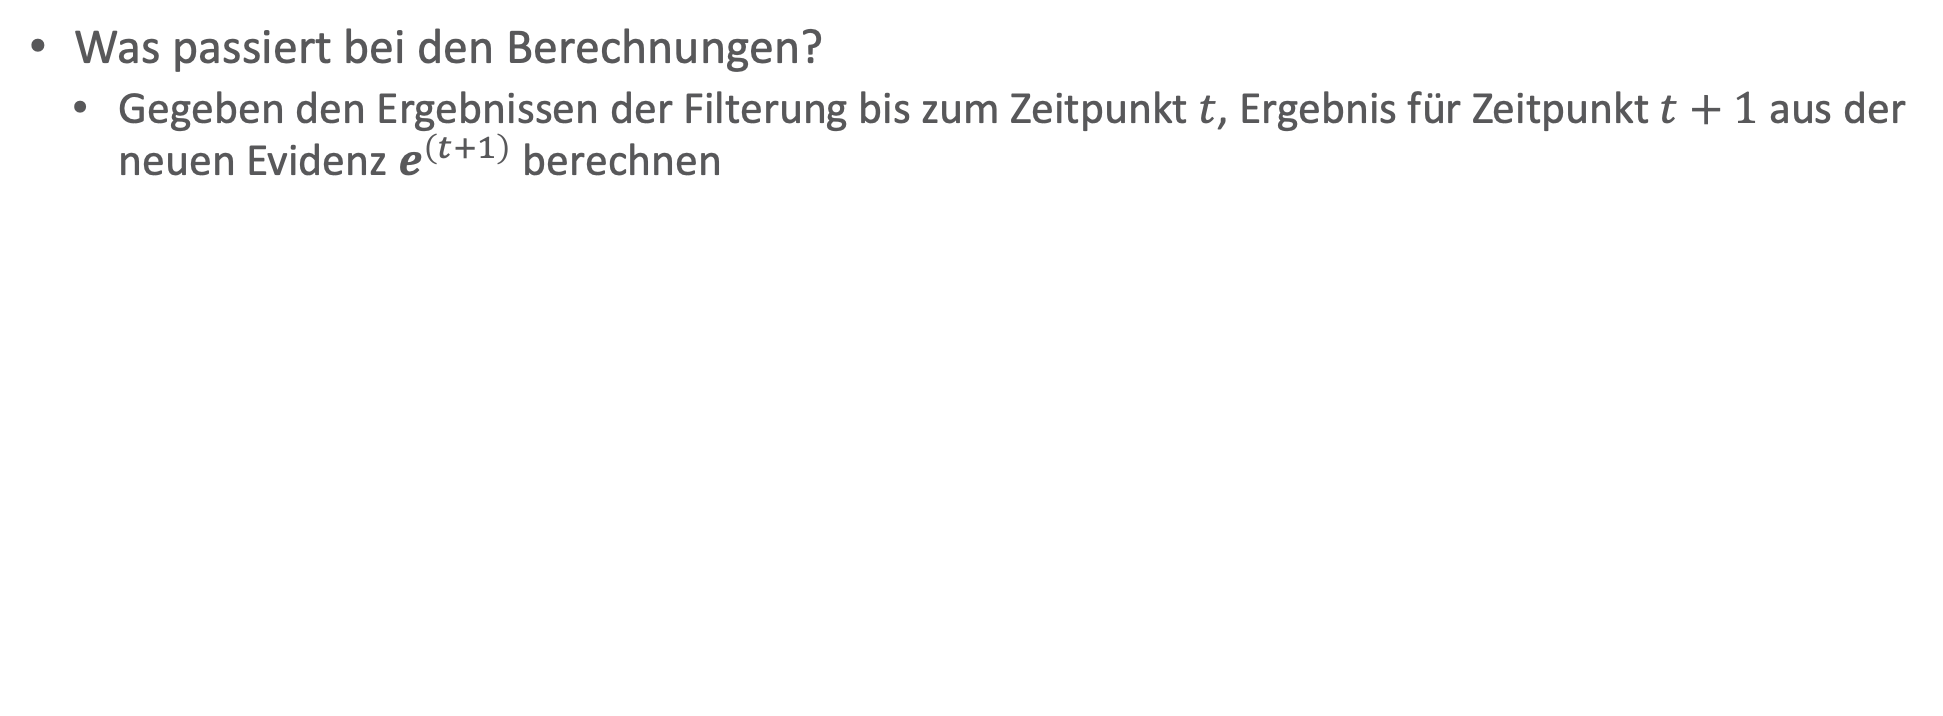 • Was passiert bei den Berechnungen?
• Gegeben den Ergebnissen der Filterung bis zum Zeitpunkt t, Ergebnis für Zeitpunkt t + 1 aus der
neuen Evidenz e^(t+1) berechnen